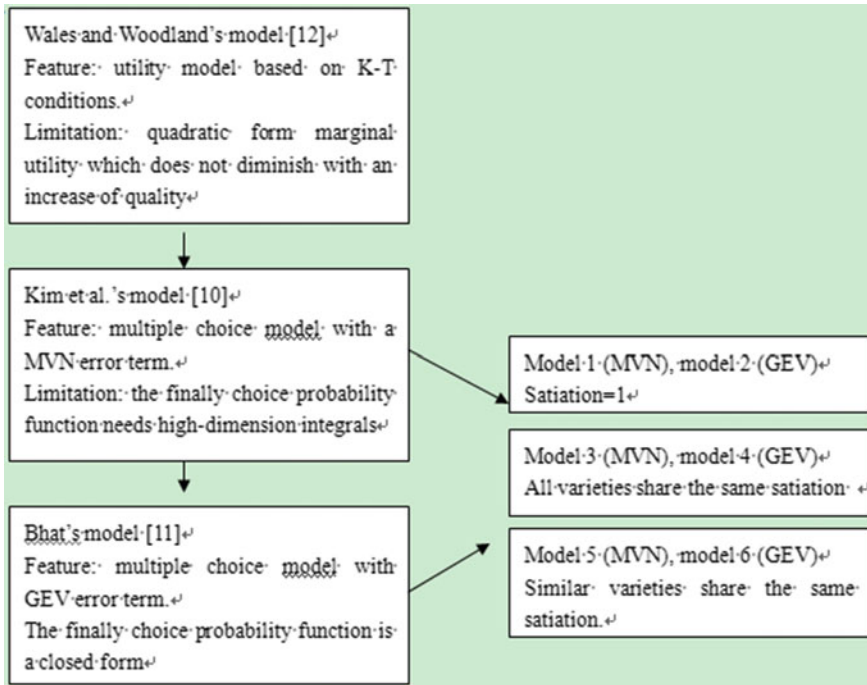 Wales and Woodland's model [12]
Feature: utility model based on K-T
conditions.
Limitation: quadratic form marginal
utility which does not diminish with an
increase of quality
Kim et al.'s model [10]
Feature: multiple choice model with a
MVN error term.
Limitation: the finally choice probability
function needs high-dimension integrals
Bhat's model [11]
Feature: multiple choice model with
GEV error term.
The finally choice probability function is
a closed form
Model 1 (MVN), model 2 (GEV)
Satiation=1
Model 3 (MVN), model 4 (GEV)
All varieties share the same satiation
Model 5 (MVN), model 6 (GEV)
Similar varieties share the same
satiation.